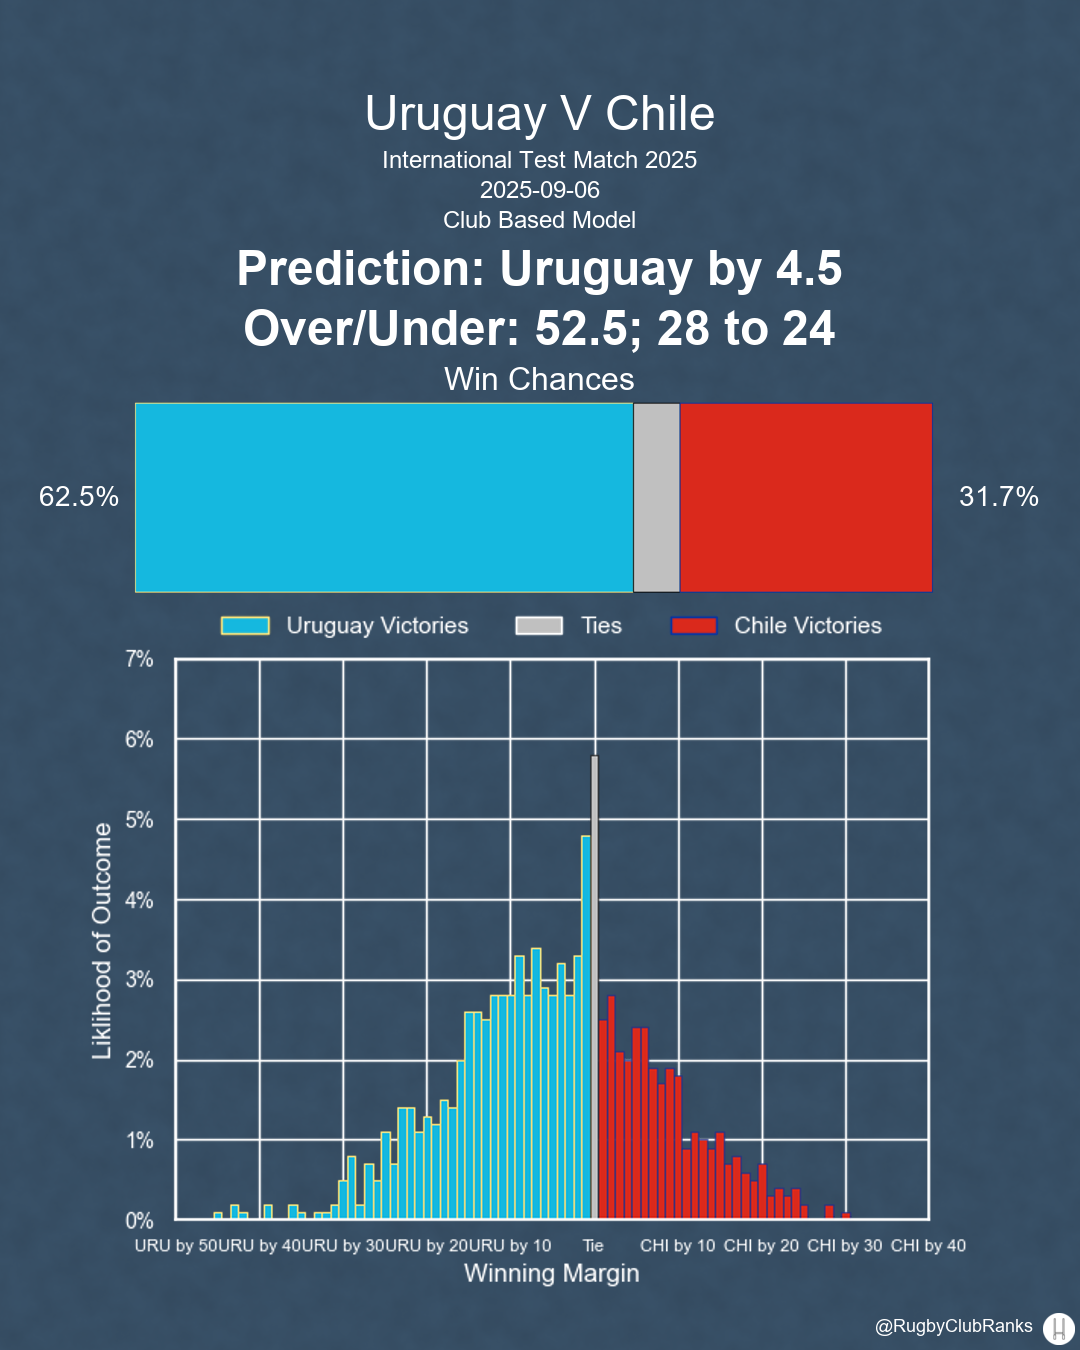 Uruguay V Chile
International Test Match 2025
2025-09-06
Club Based Model
Prediction: Uruguay by 4.5
Over/Under: 52.5; 28 to 24
Win Chances
62.5%
31.7%
Uruguay Victories
Ties
Chile Victories
7%
6%
5%
4%
3%
2%
1%
0%
Liklihood of Outcome
URU by 50 URU by 40 URU by 30 URU by 20 URU by 10 Tie CHI by 10 CHI by 20 CHI by 30 CHI by 40
Winning Margin
@RugbyClubRanks